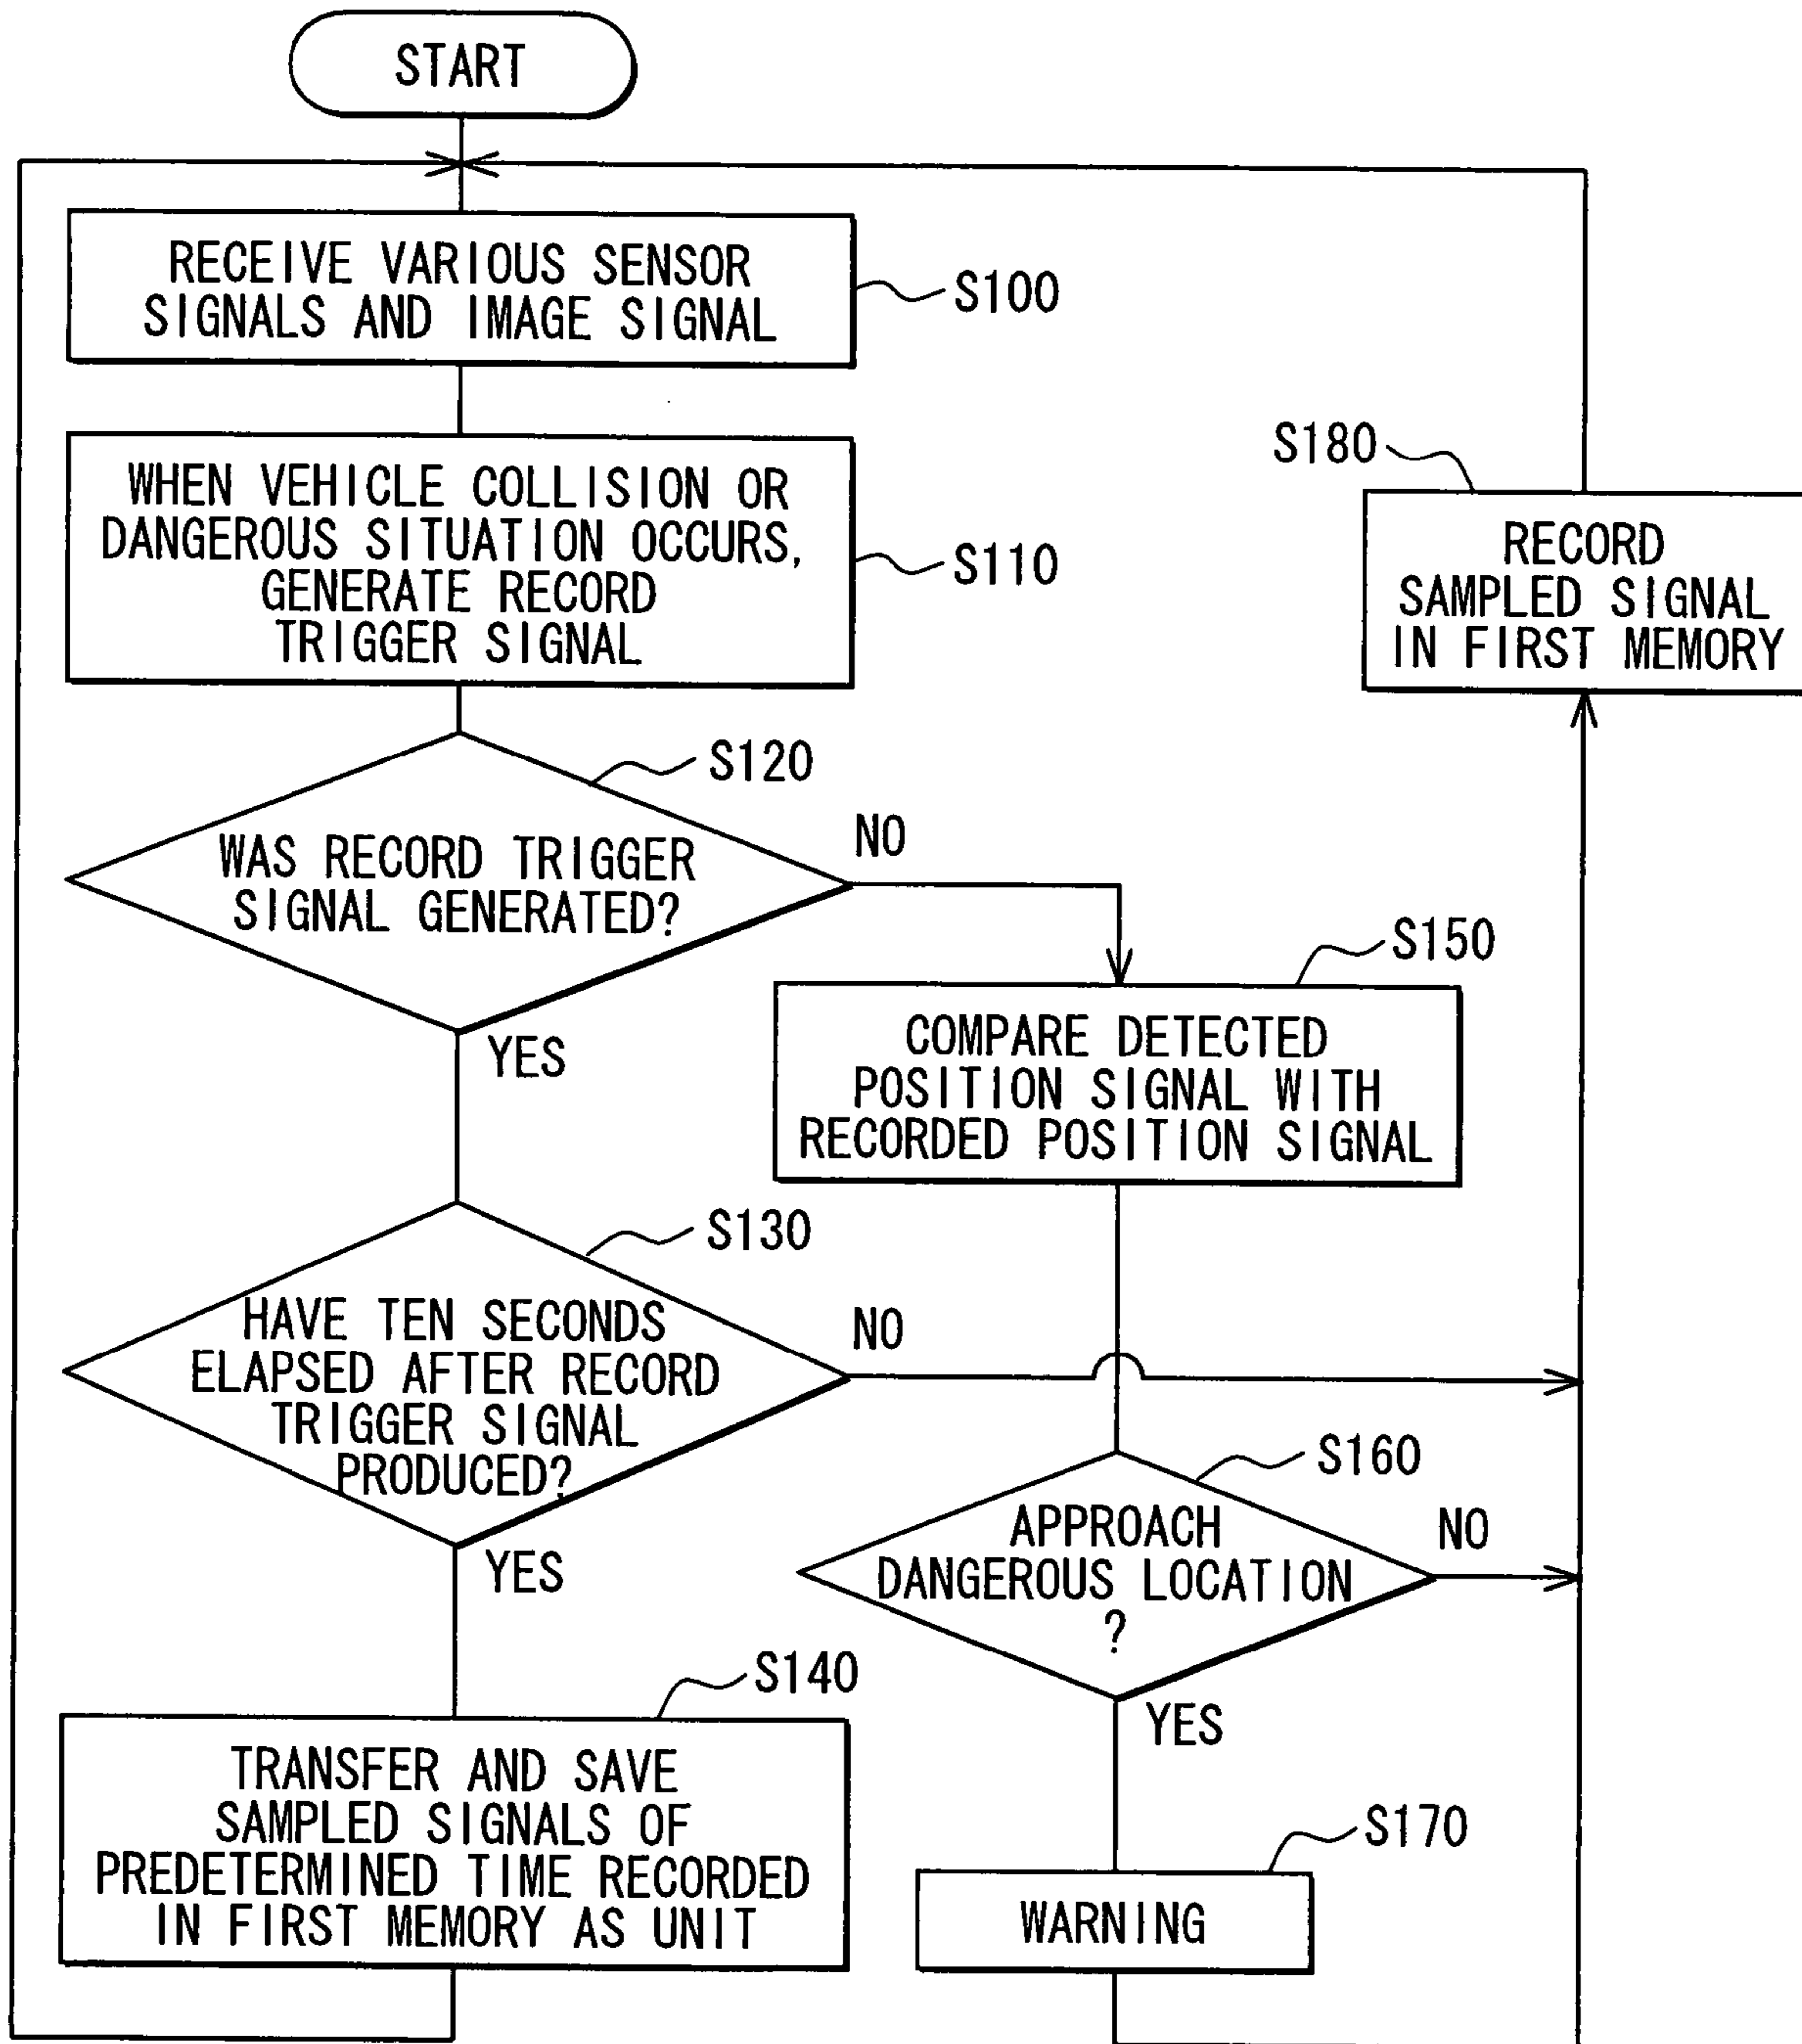 START
RECEIVE VARIOUS SENSOR
SIGNALS AND IMAGE SIGNAL
S100
WHEN VEHICLE COLLISION OR
DANGEROUS SITUATION OCCURS,
GENERATE RECORD
TRIGGER SIGNAL
S110
S180
RECORD
SAMPLED SIGNAL
IN FIRST MEMORY
S120
WAS RECORD TRIGGER
SIGNAL GENERATED?
NO
YES
S150
COMPARE DETECTED
POSITION SIGNAL WITH
RECORDED POSITION SIGNAL
S130
HAVE TEN SECONDS
ELAPSED AFTER RECORD
TRIGGER SIGNAL
PRODUCED?
NO
YES
S160
APPROACH
DANGEROUS LOCATION
?
NO
YES
S140
TRANSFER AND SAVE
SAMPLED SIGNALS OF
PREDETERMINED TIME RECORDED
IN FIRST MEMORY AS UNIT
S170
WARNING